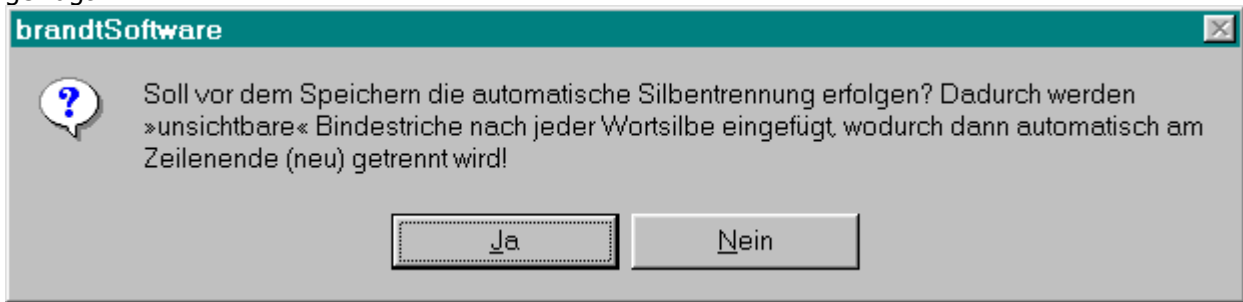 brandtSoftware
Soll vor dem Speichern die automatische Silbentrennung erfolgen? Dadurch werden
»unsichtbare« Bindestriche nach jeder Wortsilbe eingefügt, wodurch dann automatisch am
Zeilenende (neu) getrennt wird!
Ja Nein